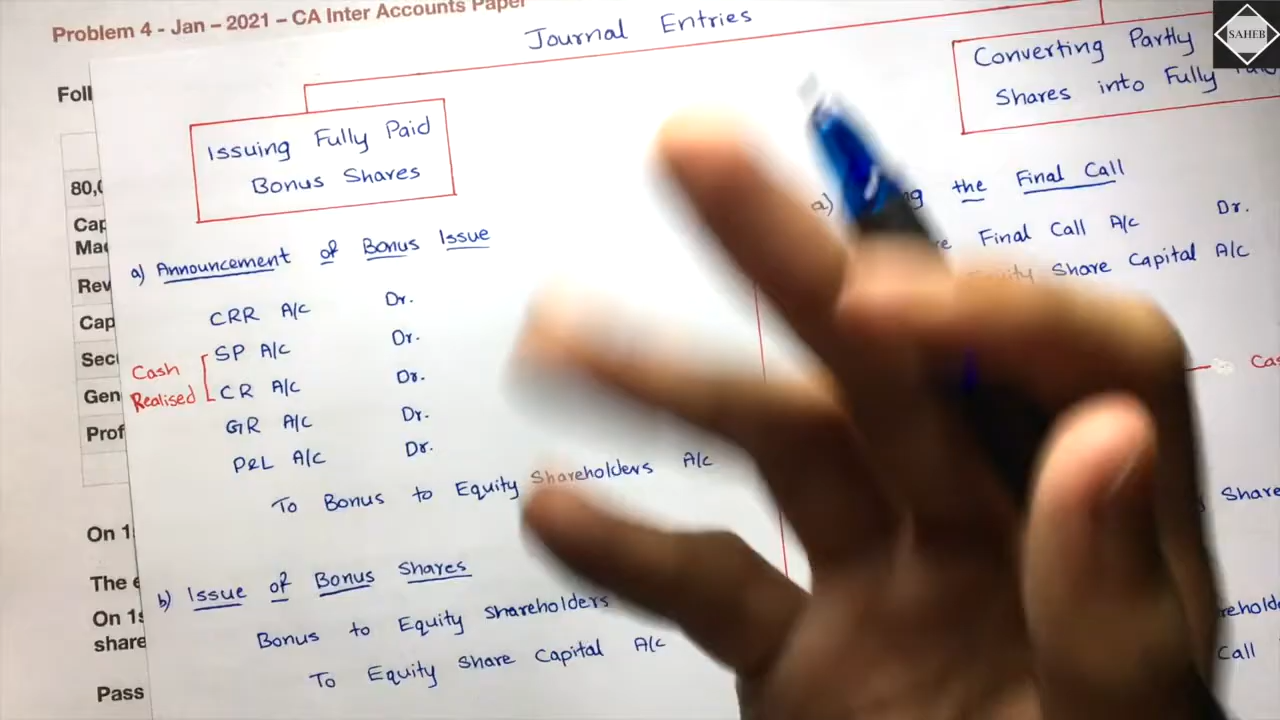 Problem 4 - Jan – 2021 – CA Inter Accounts Paper
SAHEB
Journal Entries
Foll
80,0
Cap
Ma
Rev
Cap
Sec
Gen
Prof
On 1
The e
On 1s
share
Pass
Issuing Fully Paid
Bonus Shares
a) Announcement of Bonus Issue
CRR A/c Dr.
SP A/c Dr.
CR A/c Dr.
GR A/c Dr.
P&L A/c Dr.
Cash
Realised
To Bonus to Equity Shareholders A/c
b) Issue of Bonus Shares
Bonus to Equity Shareholders
To Equity Share Capital A/c
Converting Partly
Shares into Fully Paid
a) the Final Call
Final Call A/c Dr.
Equity Share Capital A/c
Share
Call